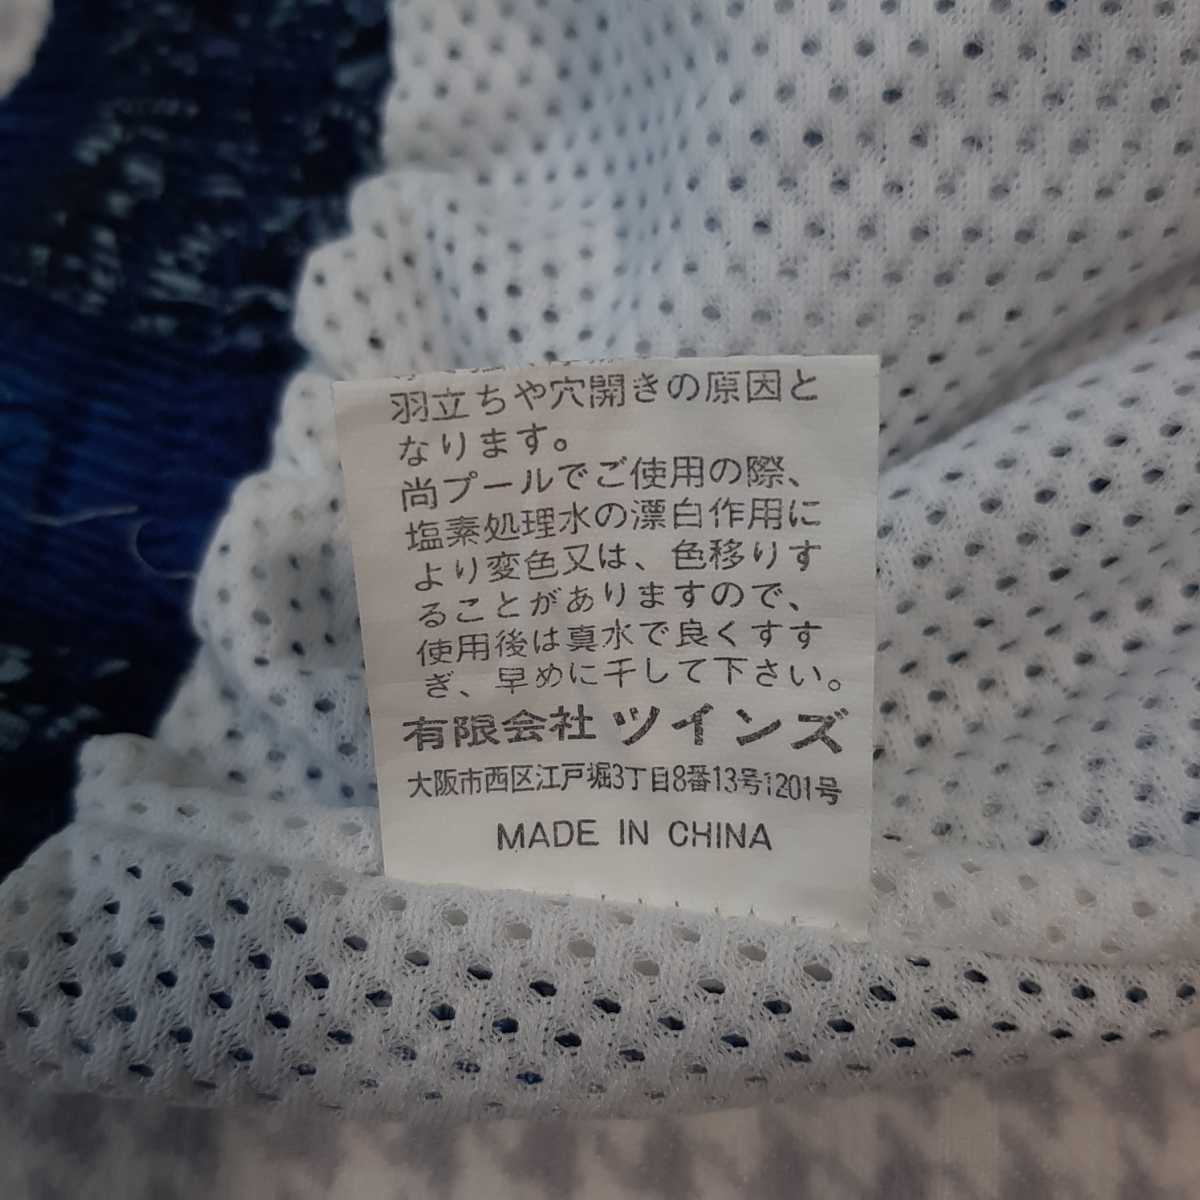 羽立ちや穴開きの原因と
なります。
尚プールでご使用の際、
塩素処理水の漂白作用に
より変色又は、色移りす
ることがありますので、
使用後は真水で良くすす
ぎ、早めに干して下さい。
有限会社 ツインズ
大阪市西区江戸堀3丁目8番13号1201号
MADE IN CHINA